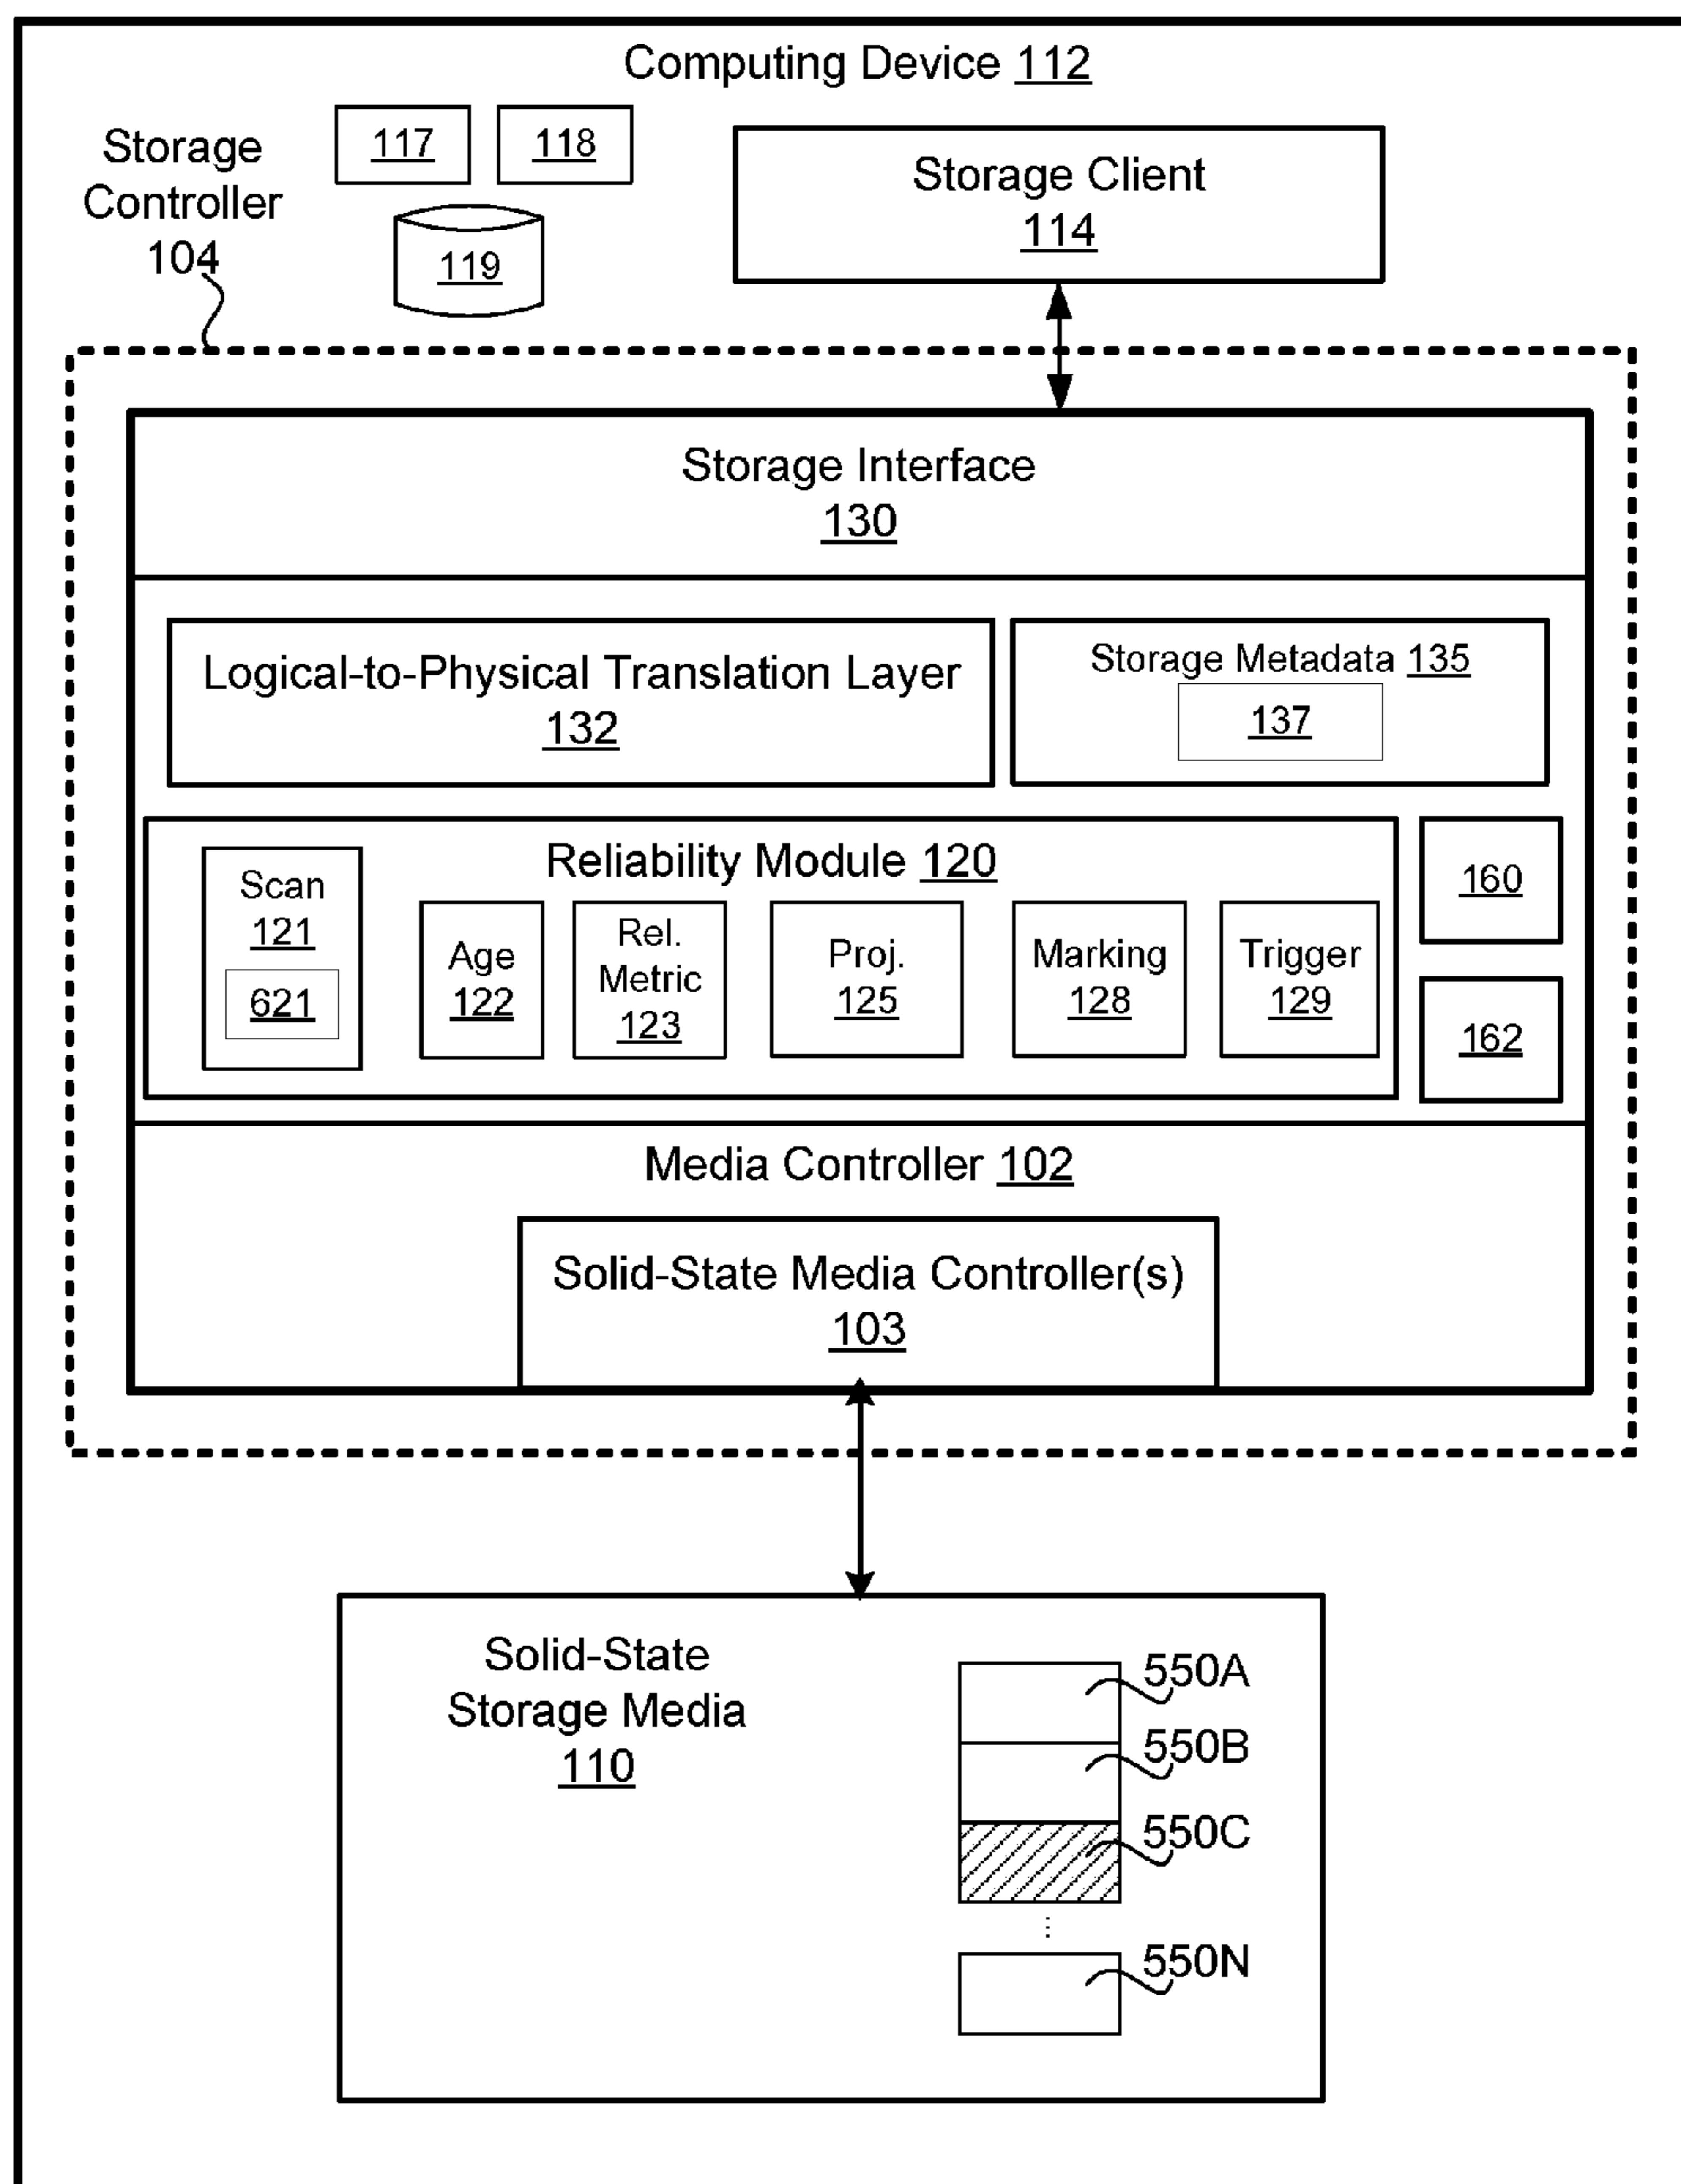 Computing Device 112
Storage
Controller
104
117
118
119
Storage Client
114
Storage Interface
130
Logical-to-Physical Translation Layer
132
Storage Metadata 135
137
Reliability Module 120
Scan
121
621
Age
122
Rel.
Metric
123
Proj.
125
Marking
128
Trigger
129
160
162
Media Controller 102
Solid-State Media Controller(s)
103
Solid-State
Storage Media
110
550A
550B
550C
550N